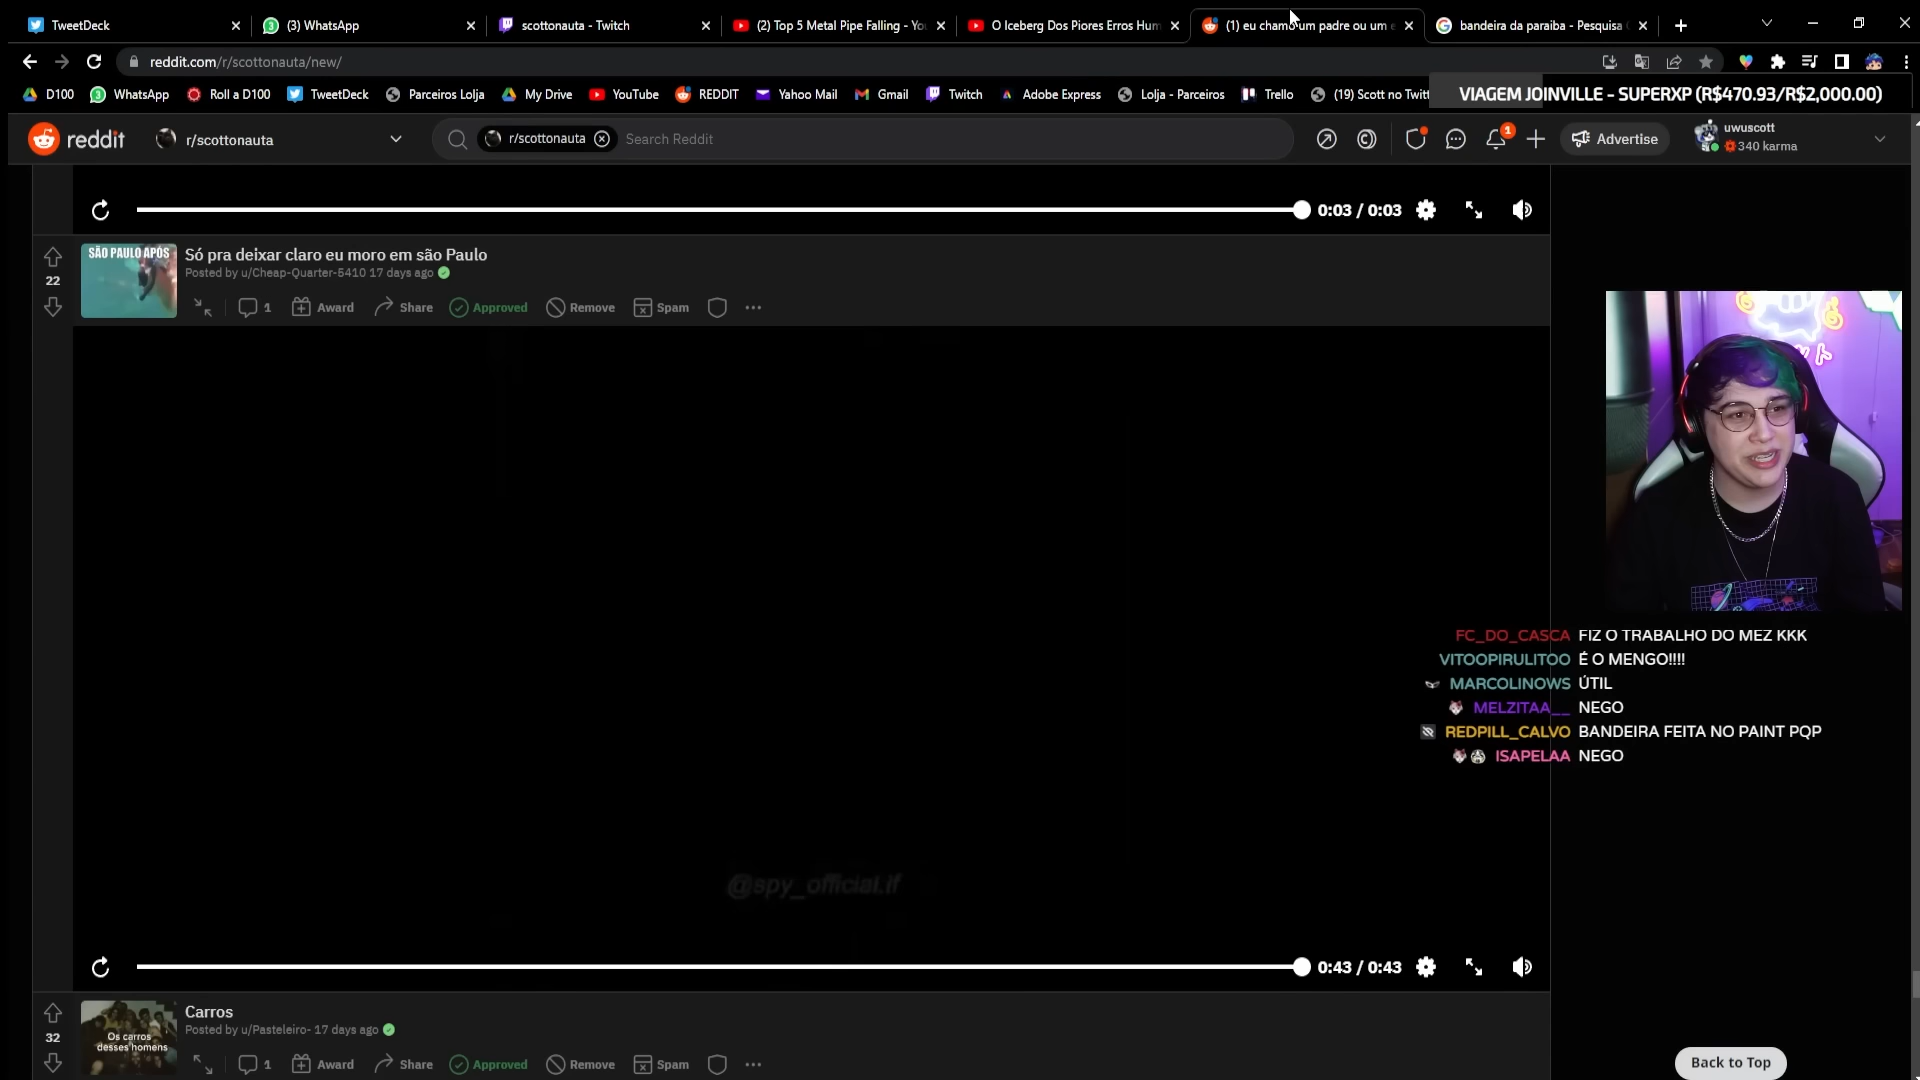 TweetDeck
(3) WhatsApp
scottonauta - Twitch
(2) Top 5 Metal Pipe Falling - You
O Iceberg Dos Piores Erros Hum
(1) eu chamo um padre ou um e
bandeira da paraiba - Pesquisa
reddit.com/r/scottonauta/new/
D100
WhatsApp
Roll a D100
TweetDeck
Parceiros Lolja
My Drive
YouTube
REDDIT
Yahoo Mail
Gmail
Twitch
Adobe Express
Lolja - Parceiros
Trello
(19) Scott no Twitt
VIAGEM JOINVILLE - SUPERXP (R$470.93/R$2,000.00)
reddit
r/scottonauta
r/scottonauta
Search Reddit
1
Advertise
uwuscott
340 karma
0:03 / 0:03
22
SÃO PAULO APÓS
Só pra deixar claro eu moro em são Paulo
Posted by u/Cheap-Quarter-5410 17 days ago
1 Award Share Approved Remove Spam
FC_DO_CASCA FIZ O TRABALHO DO MEZ KKK
VITOOPIRULITOO É O MENGO!!!!
MARCOLINOWS ÚTIL
MELZITAA__ NEGO
REDPILL_CALVO BANDEIRA FEITA NO PAINT PQP
ISAPELAA NEGO
@spy_official.lf
0:43 / 0:43
32
Os carros
desses homens
Carros
Posted by u/Pasteleiro- 17 days ago
1 Award Share Approved Remove Spam
Back to Top